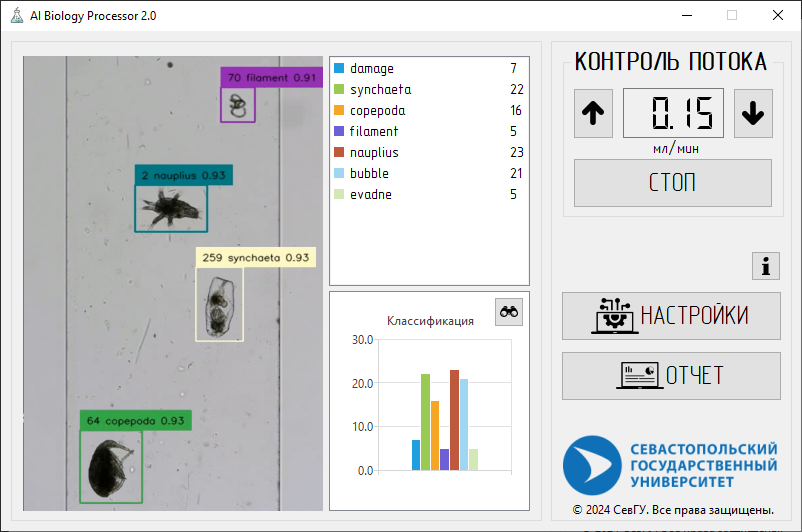 AI Biology Processor 2.0
70 filament 0.91
2 nauplius 0.93
259 synchaeta 0.93
64 copepoda 0.93
damage 7
synchaeta 22
copepoda 16
filament 5
nauplius 23
bubble 21
evadne 5
Классификация
30.0
20.0
10.0
0.0
КОНТРОЛЬ ПОТОКА
0.15
мл/мин
СТОП
i
НАСТРОЙКИ
ОТЧЕТ
СЕВАСТОПОЛЬСКИЙ
ГОСУДАРСТВЕННЫЙ
УНИВЕРСИТЕТ
© 2024 СевГУ. Все права защищены.